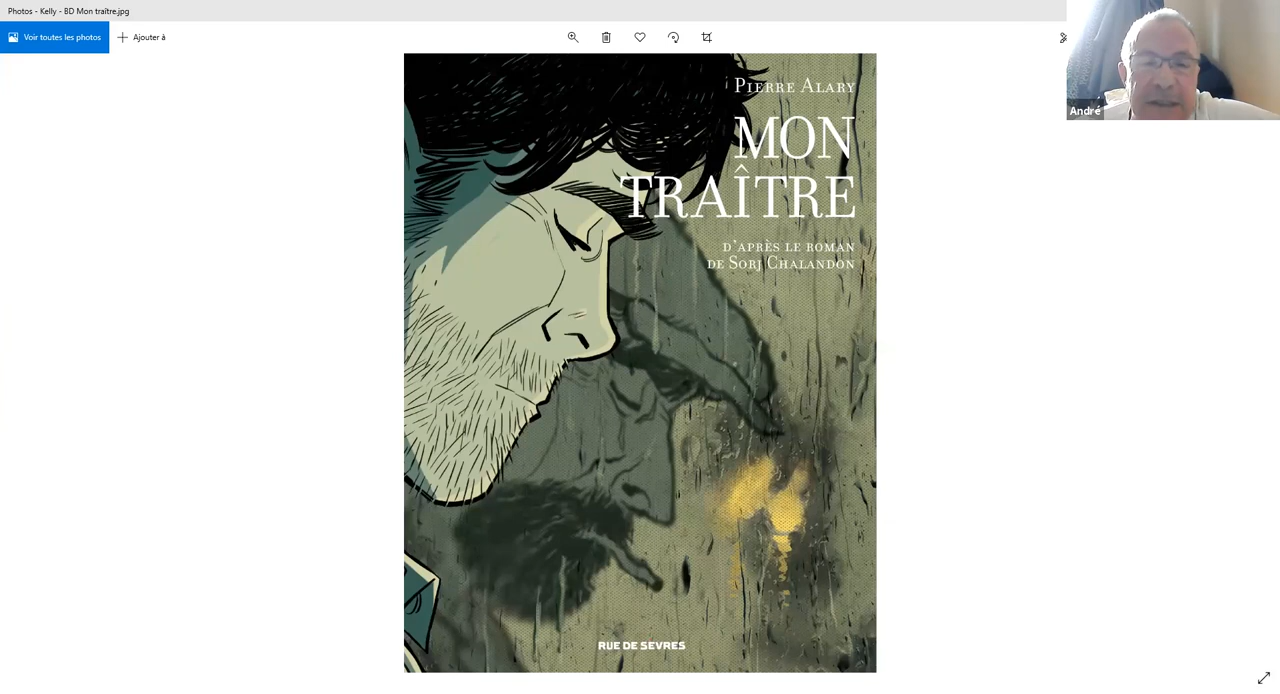 Photos - Kelly - BD Mon traître.jpg
Voir toutes les photos
Ajouter à
André
PIERRE ALARY
MON
TRAÎTRE
D'APRÈS LE ROMAN
DE SORJ CHALANDON
RUE DE SEVRES